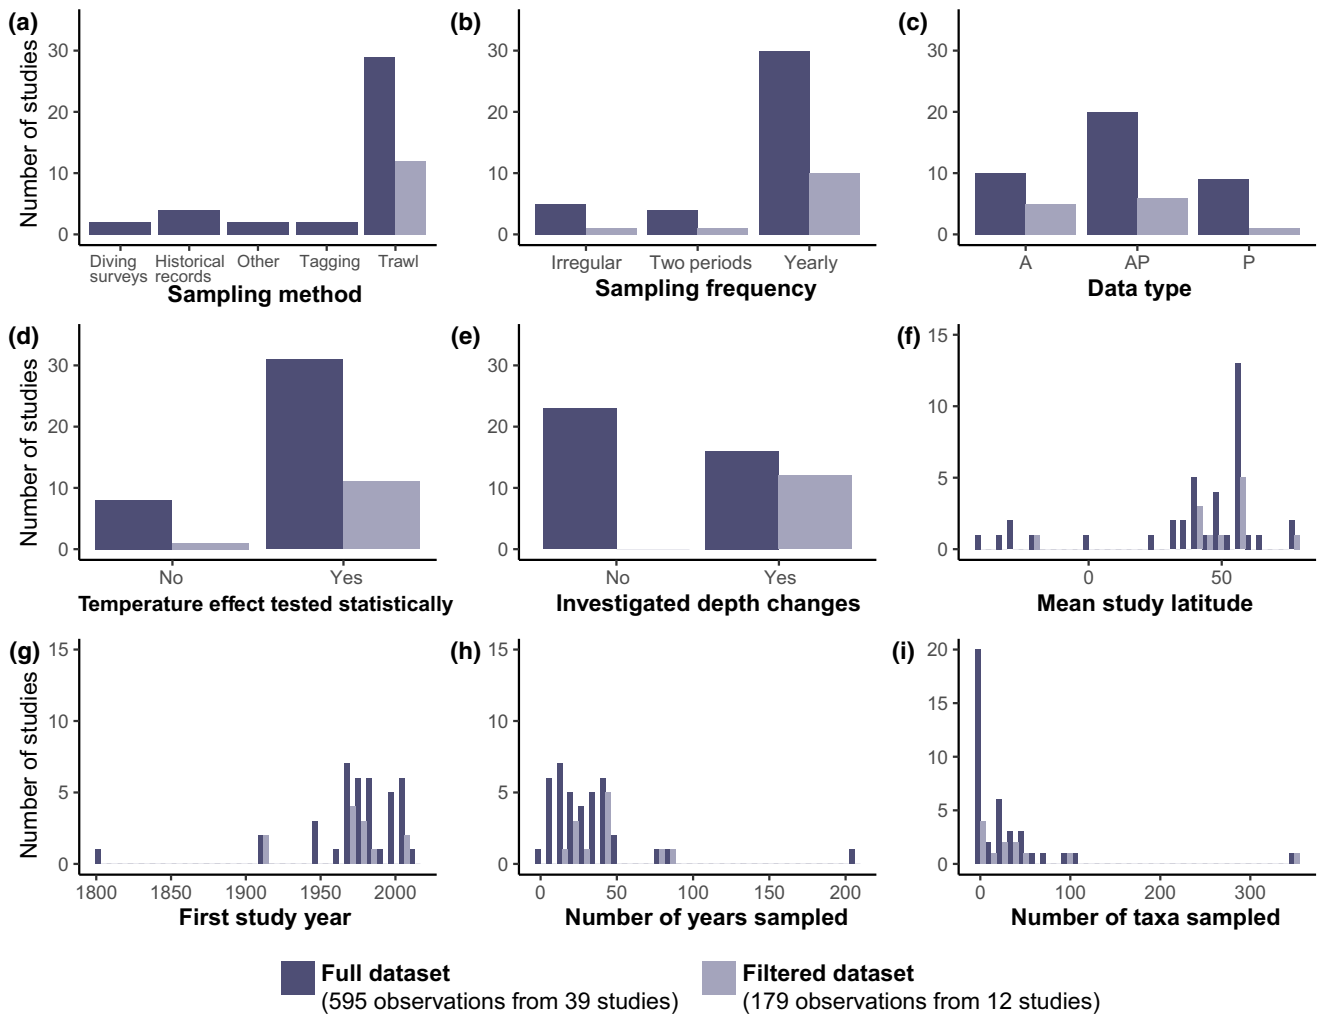 (a)
Number of studies
30
20
10
0
Diving surveys
Historical records
Other
Tagging
Trawl
Sampling method
(b)
30
20
10
0
Irregular
Two periods
Yearly
Sampling frequency
(c)
30
20
10
0
A
AP
P
Data type
(d)
Number of studies
30
20
10
0
No
Yes
Temperature effect tested statistically
(e)
30
20
10
0
No
Yes
Investigated depth changes
(f)
15
10
5
0
0
50
Mean study latitude
(g)
Number of studies
15
10
5
0
1800
1850
1900
1950
2000
First study year
(h)
15
10
5
0
0
50
100
150
200
Number of years sampled
(i)
20
15
10
5
0
0
100
200
300
Number of taxa sampled
Full dataset
(595 observations from 39 studies)
Filtered dataset
(179 observations from 12 studies)